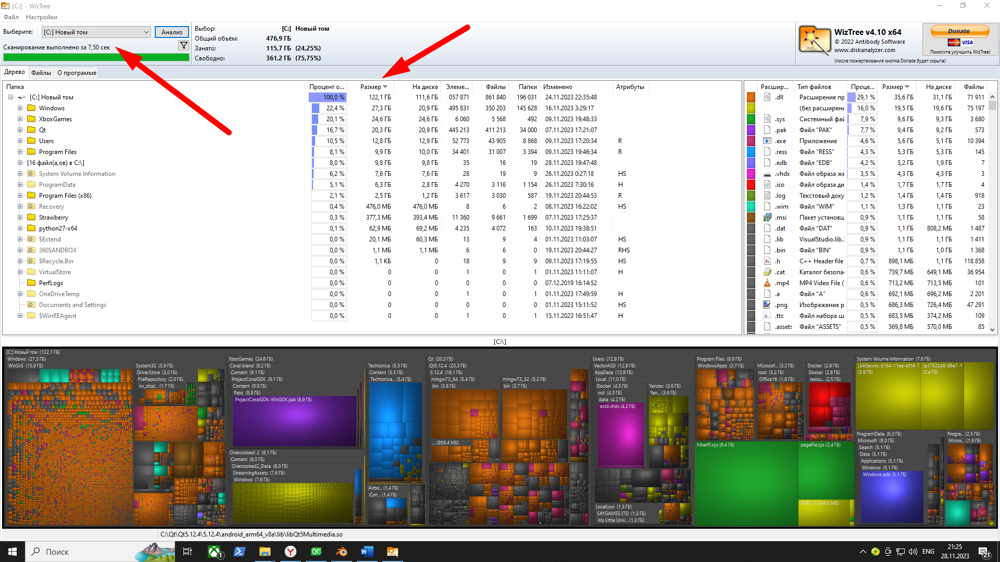 [C:] - WizTree
Файл Настройки
Выберите: [C:] Новый том Анализ
Сканирование выполнено за 7,50 сек
Выбор: [C:] Новый том
Общий объём: 476,9 ГБ
Занято: 115,7 ГБ (24,25%)
Свободно: 361,2 ГБ (75,75%)
WizTree v4.10 x64
© 2022 Antibody Software
www.diskanalyzer.com
(после пожертвования кнопка Donate будет скрыта)
Donate
MasterCard VISA
Помогите улучшить WizTree!
Дерево Файлы О программе
Папка Процент о... Размер На диске Элеме... Файлы Папки Изменено Атрибуты
[C:] Новый том 100,0 % 122,1 ГБ 111,6 ГБ 057 871 861 840 196 031 24.11.2023 22:35:48
Windows 22,4 % 27,3 ГБ 20,9 ГБ 495 831 350 203 145 628 16.11.2023 3:29:17
XboxGames 20,1 % 24,6 ГБ 24,6 ГБ 6 060 5 568 492 09.11.2023 19:48:33
Qt 16,7 % 20,3 ГБ 20,9 ГБ 445 213 411 213 34 000 07.11.2023 17:21:07
Users 10,5 % 12,8 ГБ 12,9 ГБ 52 773 43 905 8 868 09.11.2023 17:20:34 R
Program Files 8,1 % 9,9 ГБ 10,0 ГБ 34 401 31 007 3 394 09.11.2023 19:46:34 R
[16 файл(а,ов) в C:\] 8,0 % 9,8 ГБ 9,8 ГБ 35 16 19 28.11.2023 19:47:48
System Volume Information 6,2 % 7,6 ГБ 7,6 ГБ 28 19 9 26.11.2023 0:27:18 HS
ProgramData 5,1 % 6,3 ГБ 2,8 ГБ 4 270 3 116 1 154 26.11.2023 7:30:16 H
Program Files (x86) 2,1 % 2,5 ГБ 1,2 ГБ 3 617 3 030 587 19.11.2023 20:44:53 R
Recovery 0,4 % 476,0 МБ 476,0 МБ 8 6 2 08.11.2023 16:22:02 HS
Strawberry 0,3 % 377,3 МБ 393,4 МБ 11 360 9 661 1 699 07.11.2023 17:25:37
python27-x64 0,1 % 62,9 МБ 69,2 МБ 4 235 4 072 163 10.11.2023 19:38:51
$Extend 0,0 % 20,1 МБ 60,3 МБ 13 9 4 01.11.2023 11:03:07 HS
360SANDBOX 0,0 % 1,1 МБ 1,1 МБ 6 6 0 19.11.2023 20:44:27 RHS
$Recycle.Bin 0,0 % 1,1 КБ 0 18 9 9 09.11.2023 17:19:55 HS
VirtualStore 0,0 % 0 0 1 0 1 01.11.2023 11:11:07 H
PerfLogs 0,0 % 0 0 0 0 0 07.12.2019 16:14:52
OneDriveTemp 0,0 % 0 0 1 0 1 01.11.2023 17:49:59 H
Documents and Settings 0,0 % 0 0 0 0 0 01.11.2023 15:11:52 HS
$WinREAgent 0,0 % 0 0 1 0 1 15.11.2023 16:51:47 H
Расшир... Тип файлов Проце... Размер На диске Файлы
.dll Расширение пр 29,1 % 35,6 ГБ 31,1 ГБ 71 911
(без расширени 16,0 % 19,5 ГБ 19,6 ГБ 75 197
.sys Системный фай 7,9 % 9,6 ГБ 9,3 ГБ 3 680
.pak Файл "PAK" 7,7 % 9,4 ГБ 9,2 ГБ 573
.exe Приложение 4,6 % 5,6 ГБ 5,1 ГБ 10 394
.ress Файл "RESS" 4,3 % 5,3 ГБ 5,3 ГБ 145
.edb Файл "EDB" 4,2 % 5,2 ГБ 1,9 ГБ 7
.vhdx Файл образа же 3,5 % 4,3 ГБ 4,3 ГБ 3
.iso Файл образа ди 1,4 % 1,7 ГБ 1,7 ГБ 4
.log Текстовый доку 1,2 % 1,4 ГБ 1,4 ГБ 918
.wim Файл "WIM" 1,1 % 1,3 ГБ 1,1 ГБ 23
.msi Пакет установщ 0,9 % 1,1 ГБ 1,1 ГБ 58
.dat Файл "DAT" 0,9 % 1,1 ГБ 808,2 МБ 1 487
.lib VisualStudio.lib. 0,9 % 1,1 ГБ 1,1 ГБ 1 411
.bin Файл "BIN" 0,9 % 1,1 ГБ 1,0 ГБ 1 368
.h C++ Header file 0,7 % 898,1 МБ 1,1 ГБ 118 858
.cat Каталог безопа 0,6 % 739,7 МБ 649,1 МБ 36 954
.mp4 MP4 Video File (' 0,6 % 713,2 МБ 713,5 МБ 101
.a Файл "A" 0,6 % 692,1 МБ 696,2 МБ 2 201
.png Изображение p 0,5 % 686,3 МБ 726,4 МБ 47 291
.ttc Файл набора ш 0,5 % 683,5 МБ 374,2 МБ 109
.assets Файл "ASSETS" 0,5 % 569,8 МБ 570,0 МБ 85
[C:\]
[C:] Новый том (122,1 ГБ)
Windows (27,3 ГБ)
WinSxS (15,9 ГБ)
System32 (5,6 ГБ)
DriverStore (2,0 ГБ)
FileRepository (2,0 ГБ)
nv_dispi... (1,7 ГБ)
XboxGames (24,6 ГБ)
Coral Island (9,2 ГБ)
Content (9,1 ГБ)
ProjectCoralGDK (9,1 ГБ)
Content (9,0 ГБ)
Paks (8,9 ГБ)
ProjectCoralGDK-WinGDK.pak (8,9 ГБ)
Overcooked! 2 (8,1 ГБ)
Content (8,0 ГБ)
Overcooked2_Data (8,0 ГБ)
StreamingAssets (7,6 ГБ)
Windows (7,6 ГБ)
Techtonica (5,5 ГБ)
Content (5,5 ГБ)
Techtonica... (5,4 ГБ)
Airbo... (1,4 ГБ)
Con... (1,4 ГБ)
Qt (20,3 ГБ)
Qt5.12.4 (20,3 ГБ)
5.12.4 (18,1 ГБ)
mingw73_64 (5,4 ГБ)
bin (3,8 ГБ)
... (956,4 МБ)
mingw73_32 (5,2 ГБ)
bin (3,7 ГБ)
Users (12,8 ГБ)
VectorASD (12,8 ГБ)
AppData (12,8 ГБ)
Local (11,0 ГБ)
Docker (4,3 ГБ)
wsl (4,3 ГБ)
data (4,2 ГБ)
ext4.vhdx (4,2 ГБ)
Yandex (3,6 ГБ)
Yan... (3,6 ГБ)
LocalLow (1,3 ГБ)
SAYGAMES LTD (1,3 ГБ)
My Little Univ... (1,3 ГБ)
Program Files (9,9 ГБ)
WindowsApps (3,7 ГБ)
Microsof... (3,2 ГБ)
root (3,2 ГБ)
Office16 (1,8 ГБ)
Docker (2,8 ГБ)
Docker (2,8 ГБ)
resou... (2,5 ГБ)
hiberfil.sys (6,4 ГБ)
pagefile.sys (2,4 ГБ)
$MFT (1 004,0 МБ)
System Volume Information (7,6 ГБ)
{340acc4c-8154-11ee-bf16-7
(3,6 ГБ)
{a1752248-86e7-1
(2,4 ГБ)
ProgramData (6,3 ГБ)
Microsoft (6,0 ГБ)
Search (5,1 ГБ)
Data (5,1 ГБ)
Applications (5,1 ГБ)
Windows (5,1 ГБ)
Windows.edb (5,1 ГБ)
Progra... (2,5 ГБ)
Micros... (1,9 ГБ)
C:\Qt\Qt5.12.4\5.12.4\android_arm64_v8a\lib\libQt5Multimedia.so
Поиск
1
QC
ENG
21:25
28.11.2023
21